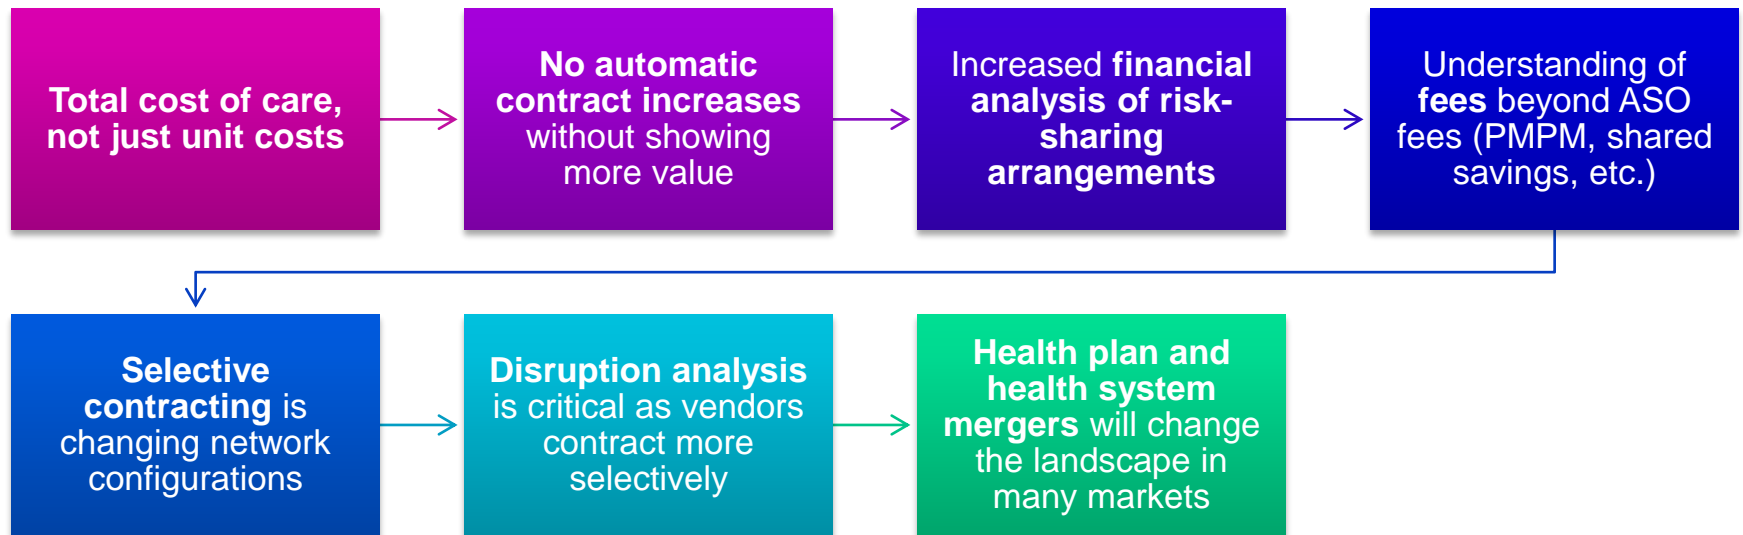 Total cost of care,
not just unit costs
No automatic
contract increases
without showing
more value
Increased financial
analysis of risk-
sharing
arrangements
Understanding of
fees beyond ASO
fees (PMPM, shared
savings, etc.)
Selective
contracting is
changing network
configurations
Disruption analysis
is critical as vendors
contract more
selectively
Health plan and
health system
mergers will change
the landscape in
many markets